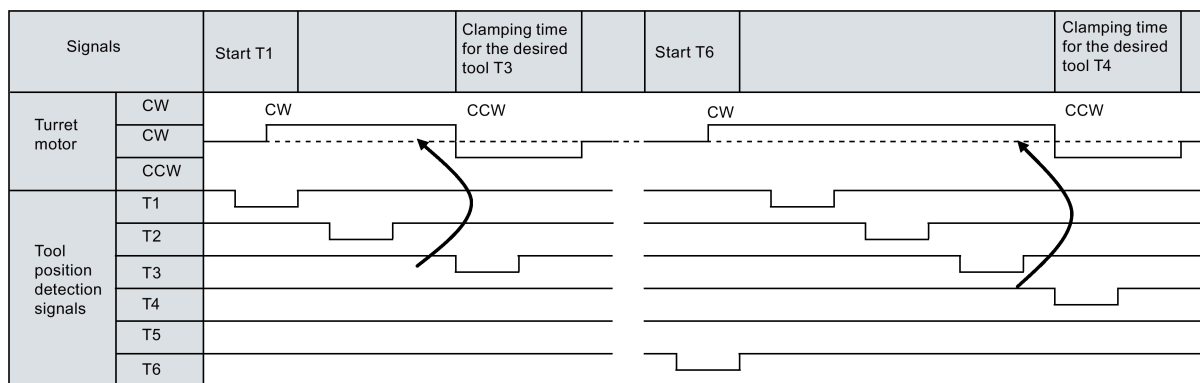 Signals
Start T1
Clamping time
for the desired
tool T3
Start T6
Clamping time
for the desired
tool T4
Turret
motor
CW
CW
CCW
CW
CCW
CW
CCW
Tool
position
detection
signals
T1
T2
T3
T4
T5
T6